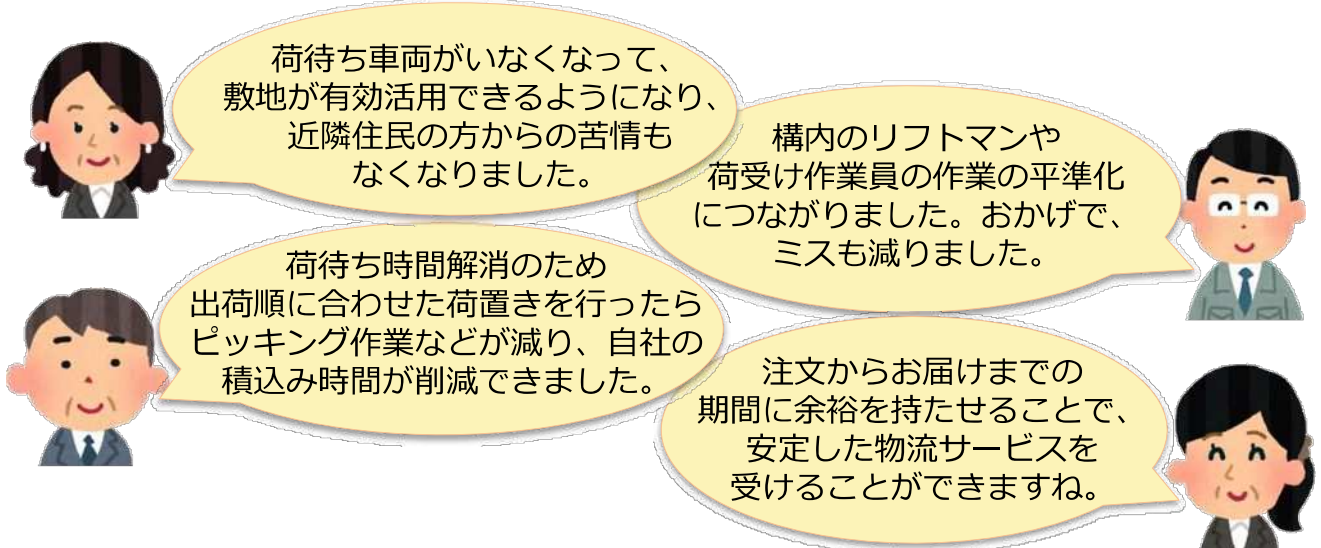 荷待ち車両がいなくなって、
敷地が有効活用できるようになり、
近隣住民の方からの苦情も
なくなりました。
構内のリフトマンや
荷受け作業員の作業の平準化
につながりました。おかげで、
ミスも減りました。
荷待ち時間解消のため
出荷順に合わせた荷置きを行ったら
ピッキング作業などが減り、自社の
積込み時間が削減できました。
注文からお届けまでの
期間に余裕を持たせることで、
安定した物流サービスを
受けることができますね。